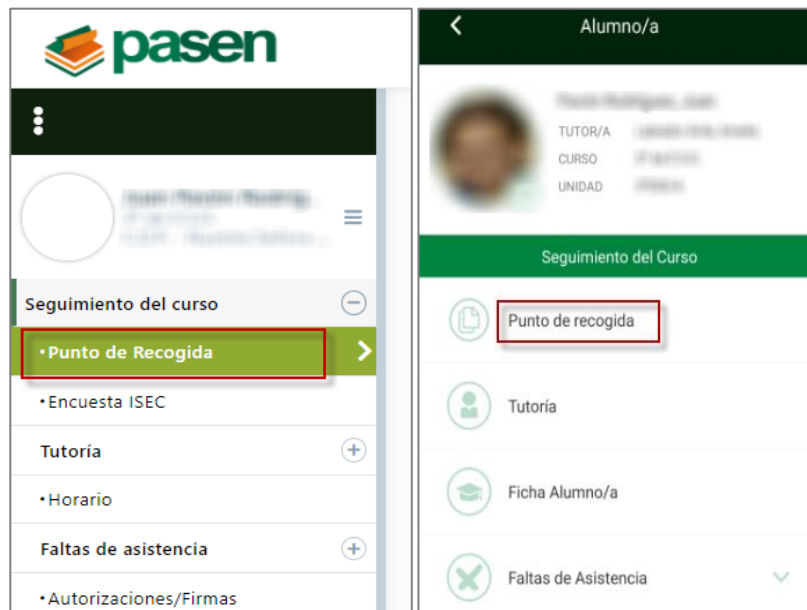 pasen
Seguimiento del curso
•Punto de Recogida
•Encuesta ISEC
Tutoría
•Horario
Faltas de asistencia
•Autorizaciones/Firmas
Alumno/a
TUTOR/A
CURSO
UNIDAD
Seguimiento del Curso
Punto de recogida
Tutoría
Ficha Alumno/a
Faltas de Asistencia